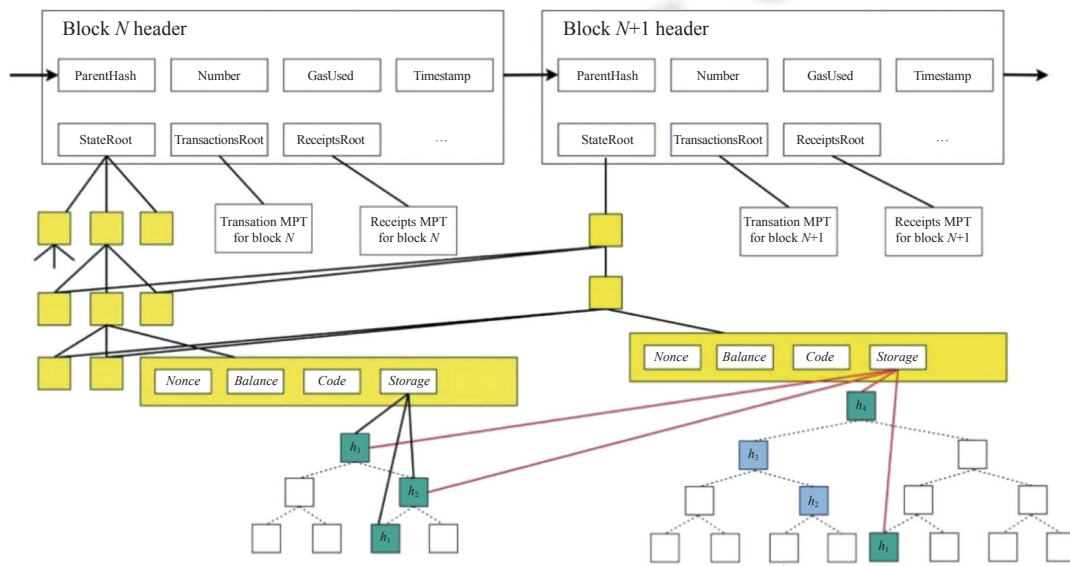 Block N header
Block N+1 header
ParentHash
Number
GasUsed
Timestamp
ParentHash
Number
GasUsed
Timestamp
StateRoot
TransactionsRoot
ReceiptsRoot
...
StateRoot
TransactionsRoot
ReceiptsRoot
...
Transation MPT
for block N
Receipts MPT
for block N
Transation MPT
for block N+1
Receipts MPT
for block N+1
Nonce
Balance
Code
Storage
Nonce
Balance
Code
Storage
h4
h3
h3
h2
h2
h1
h1